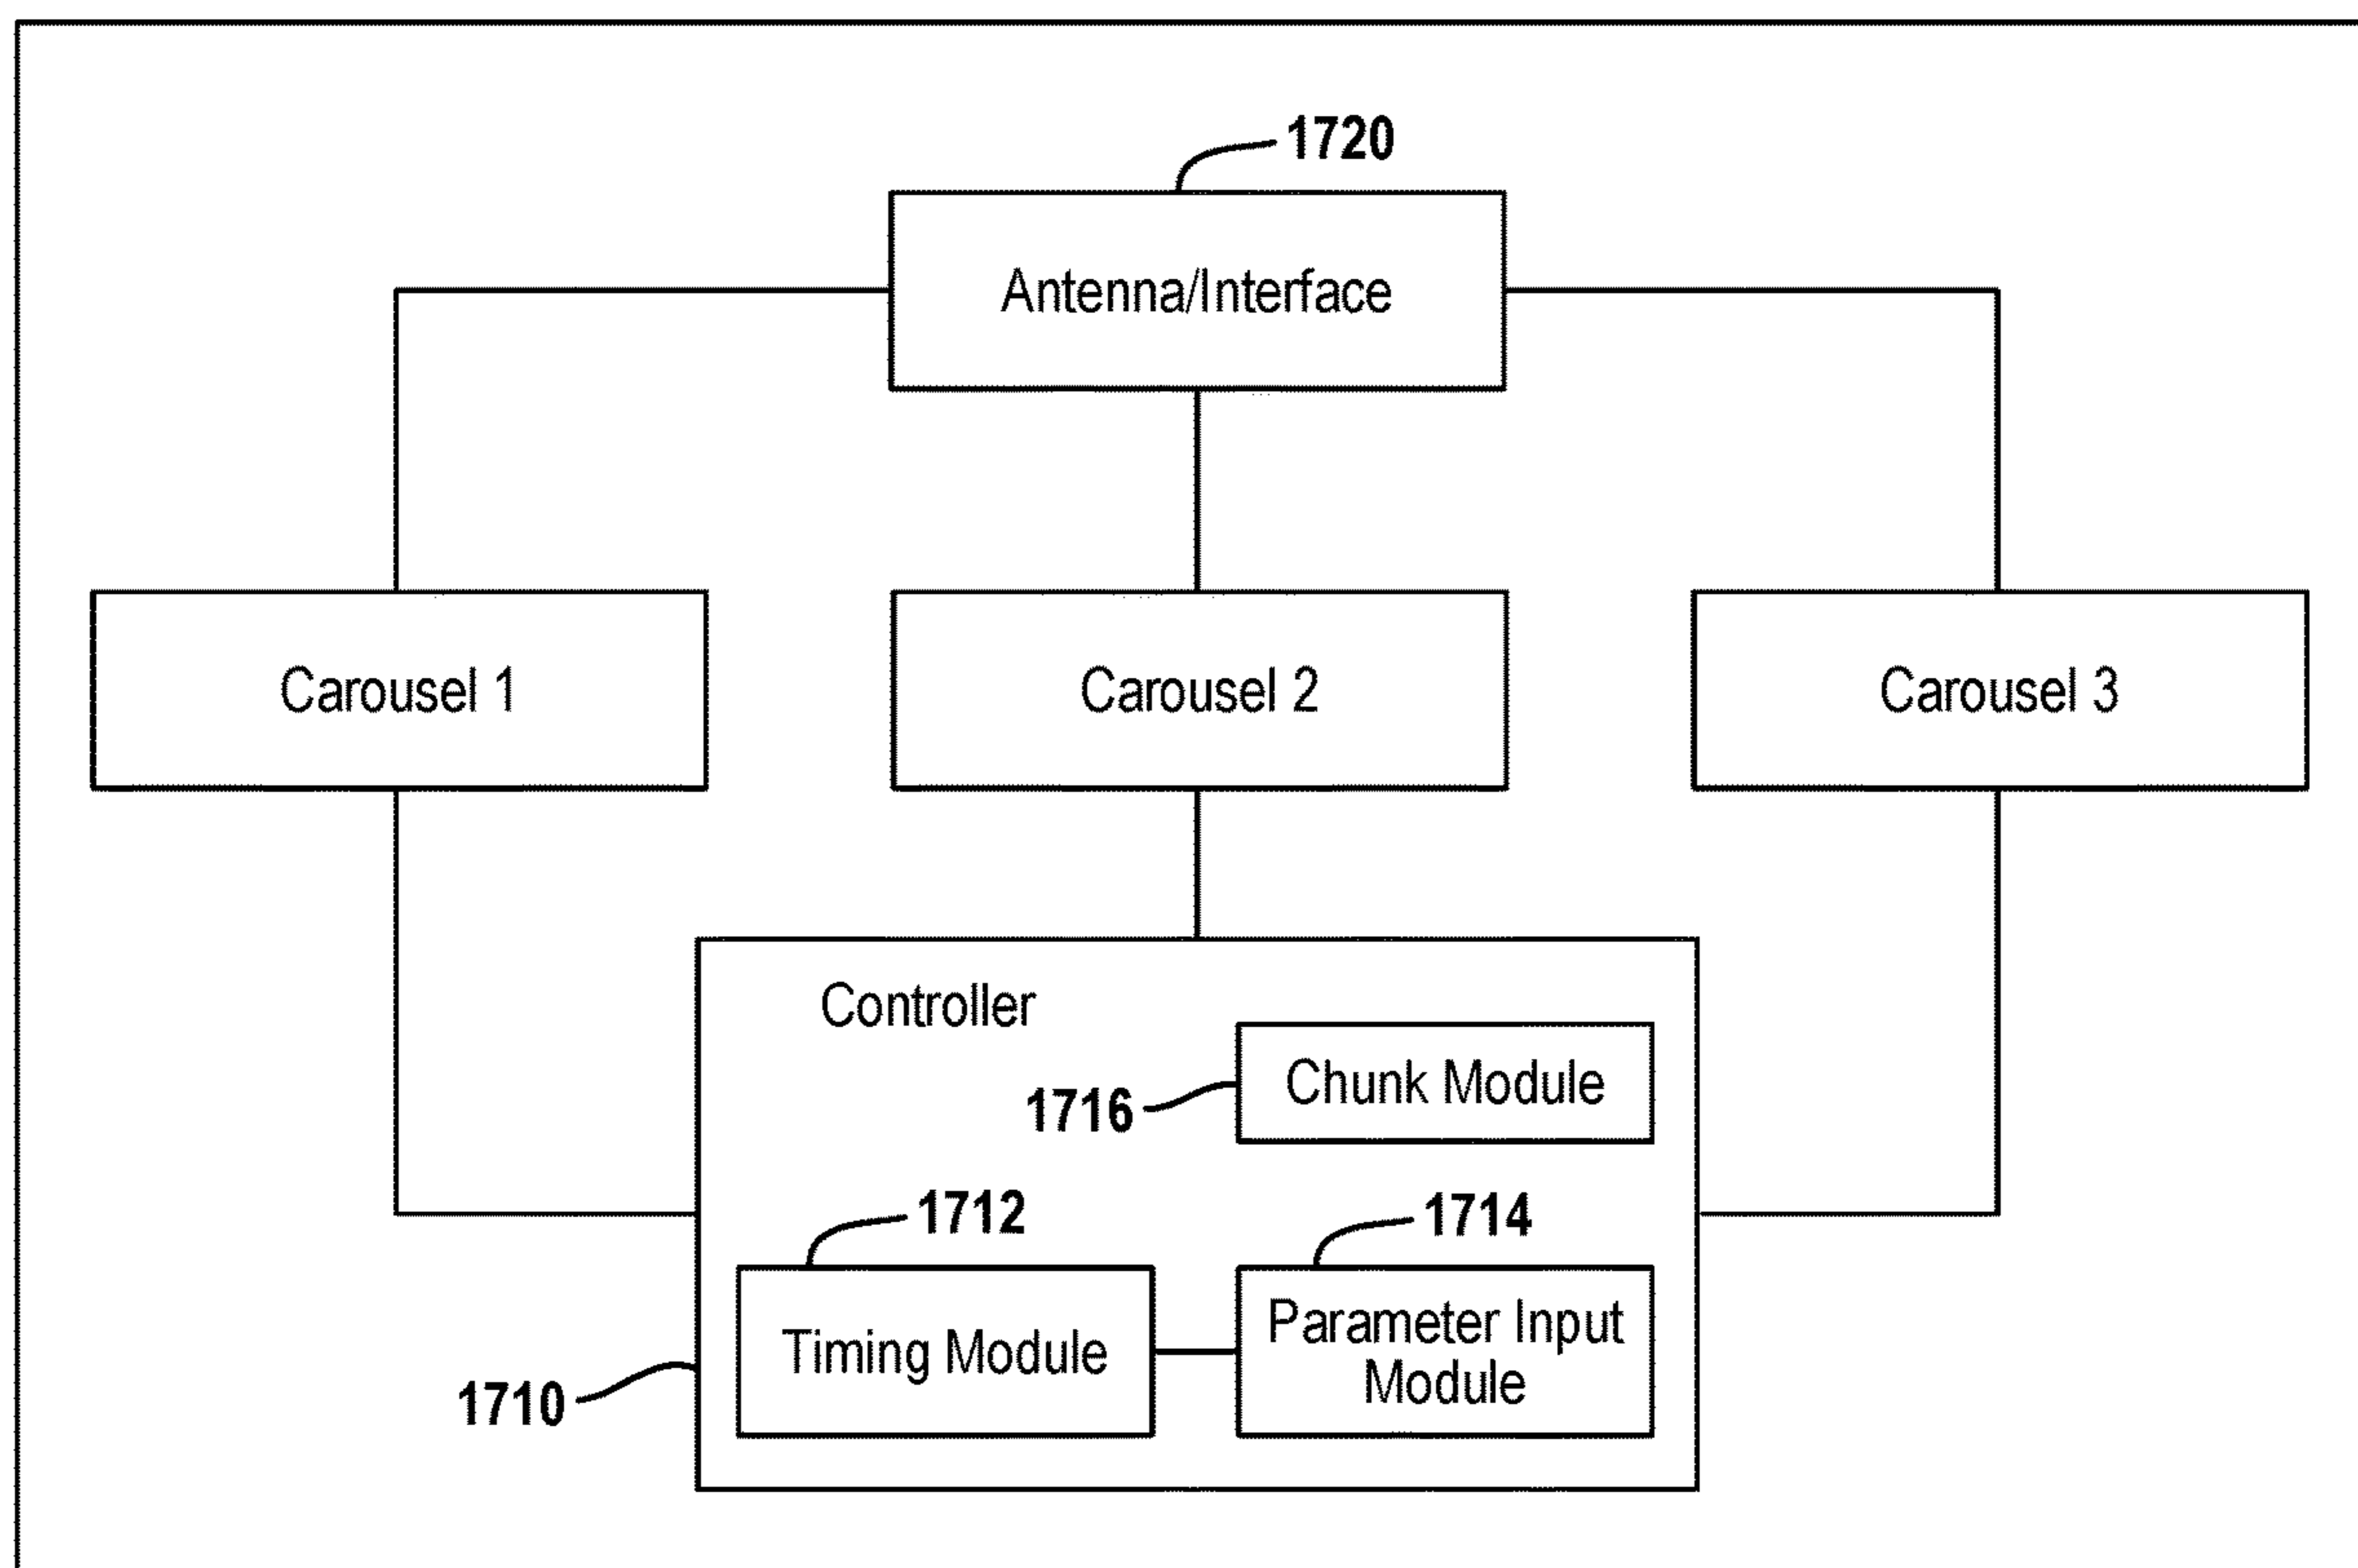 1720
Antenna/Interface
Carousel 1
Carousel 2
Carousel 3
Controller
Chunk Module
1716
1712
1714
Timing Module
Parameter Input
Module
1710